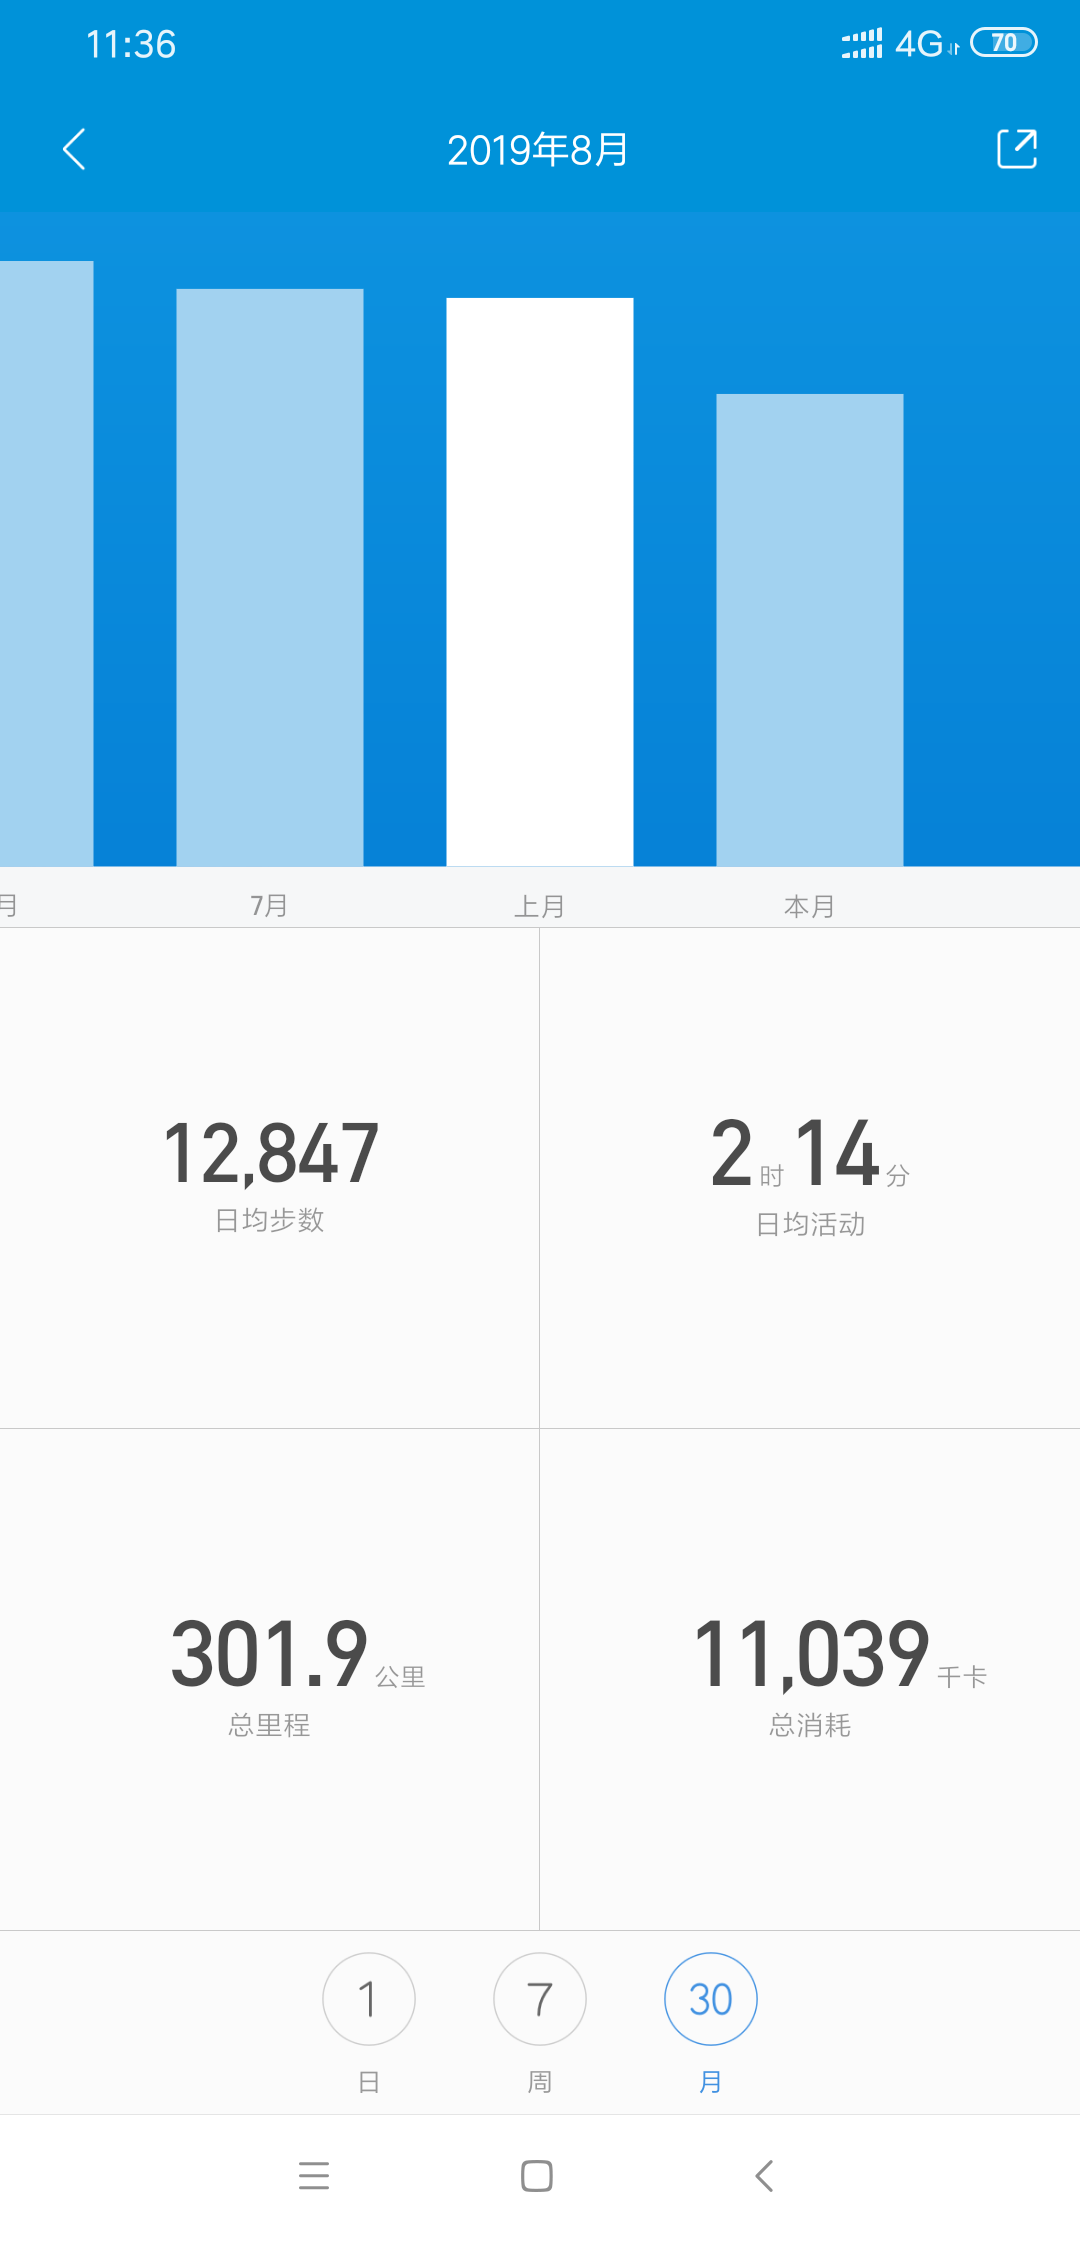 11:36
4G 70
2019年8月
月 7月 上月 本月
12,847
日均步数
2时14分
日均活动
301.9公里
总里程
11,039千卡
总消耗
1 7 30
日 周 月